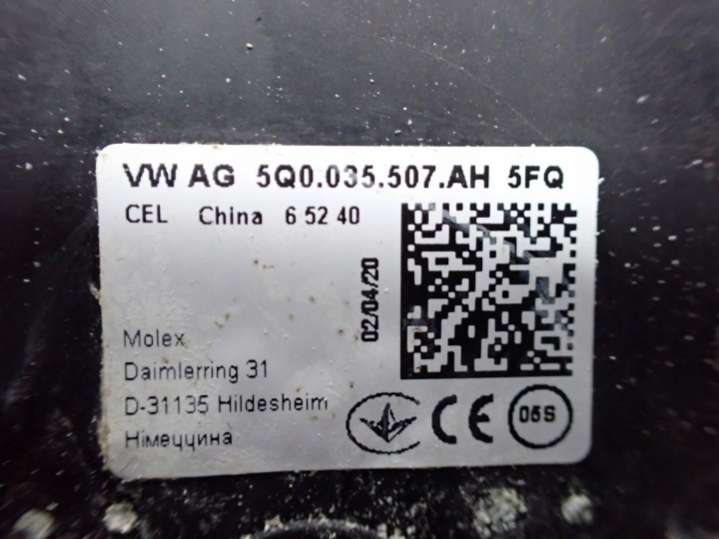 VW AG 5Q0.035.507.AH 5FQ
CEL China 6 52 40
02/04/20
Molex
Daimlerring 31
D-31135 Hildesheim
Німеччина
CE
05S